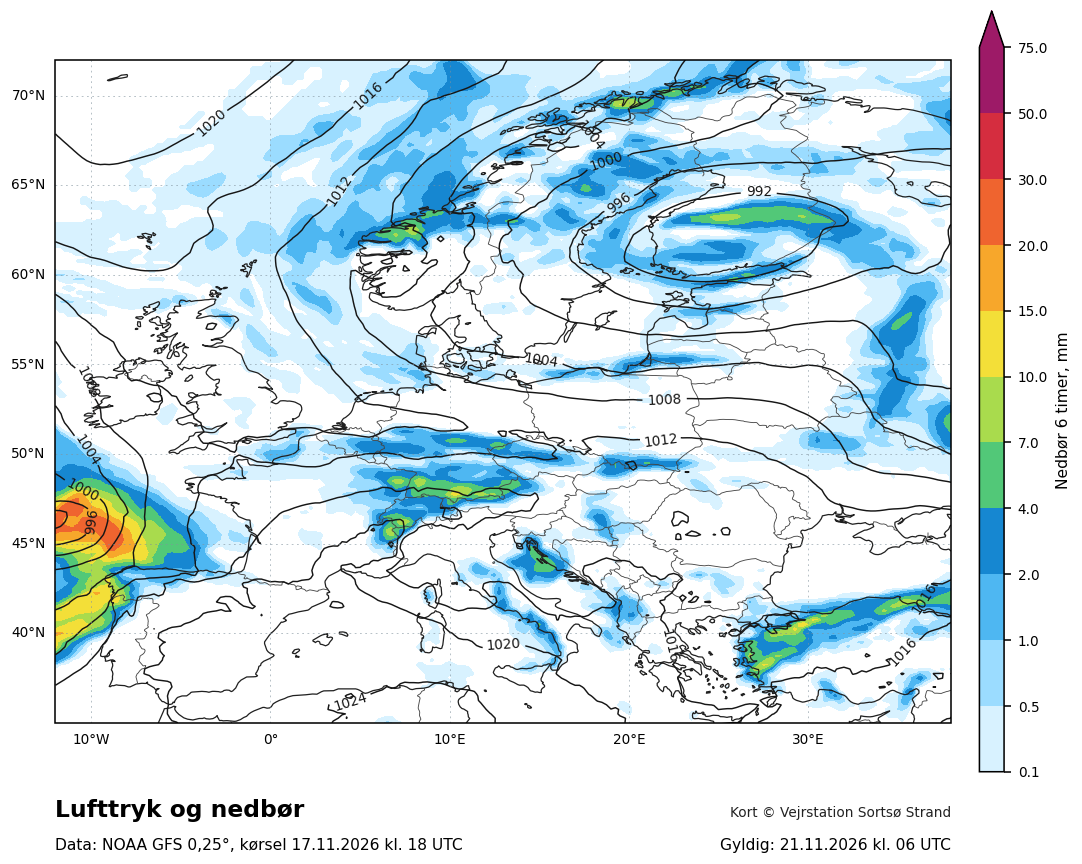 75.0
70°N
50.0
65°N
30.0
60°N
20.0
15.0
55°N
10.0
50°N
7.0
4.0
45°N
2.0
40°N
1.0
0.5
0.1
10°W
0°
10°E
20°E
30°E
Nedbør 6 timer, mm
1020
1016
1012
1004
1000
996
992
1004
1008
1012
1004
1000
996
1020
1024
1016
1016
Lufttryk og nedbør
Kort © Vejrstation Sortsø Strand
Data: NOAA GFS 0,25°, kørsel 17.11.2026 kl. 18 UTC
Gyldig: 21.11.2026 kl. 06 UTC